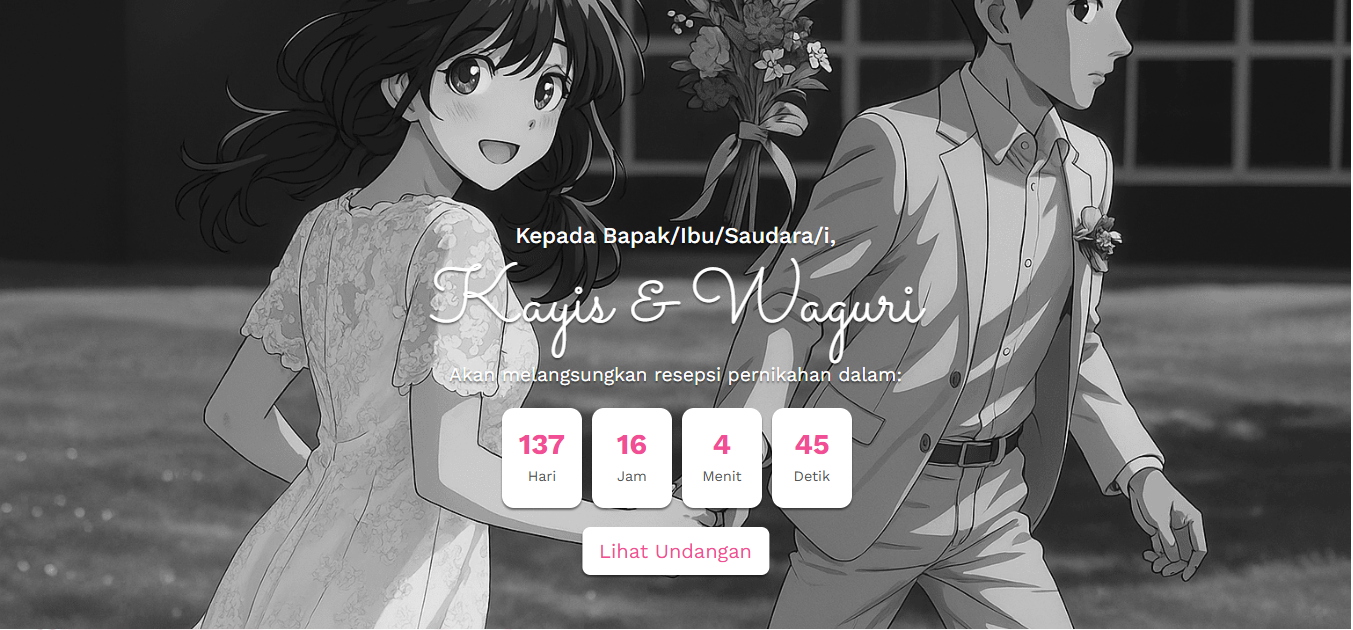 Kepada Bapak/Ibu/Saudara/i,
Kayis & Waguri
Akan melangsungkan resepsi pernikahan dalam:
137 16 4 45
Hari Jam Menit Detik
Lihat Undangan